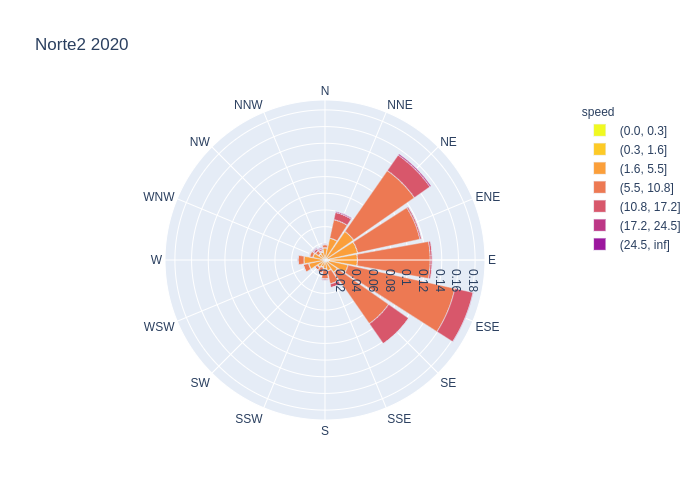 Norte2 2020
N
NNW
NNE
NW
NE
WNW
ENE
W
E
WSW
ESE
SW
SE
SSW
SSE
S
0
0.02
0.04
0.06
0.08
0.1
0.12
0.14
0.16
0.18
speed
(0.0, 0.3]
(0.3, 1.6]
(1.6, 5.5]
(5.5, 10.8]
(10.8, 17.2]
(17.2, 24.5]
(24.5, inf]